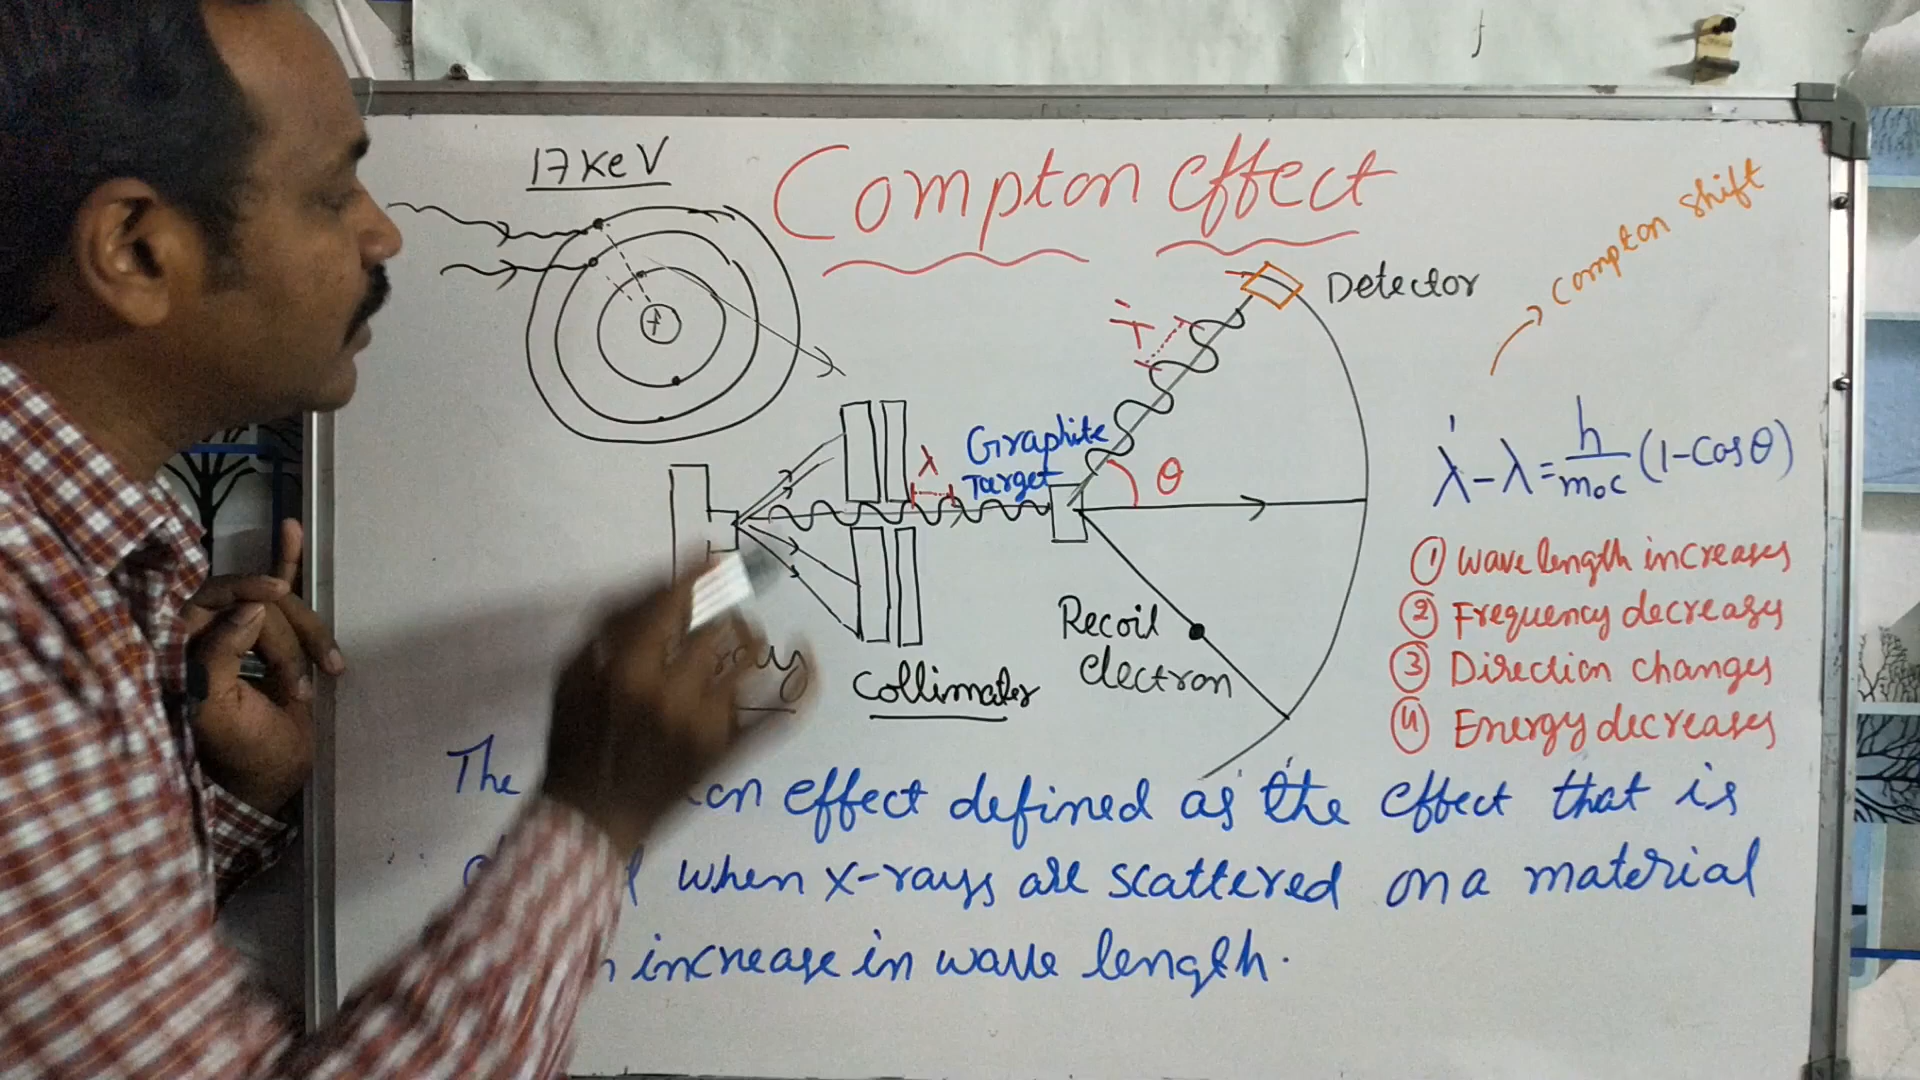 17 KeV
Compton effect
Compton shift
Detector
λ'
Graphite
Target
λ
θ
λ' - λ = h/m₀c (1-cosθ)
① Wave length increases
② Frequency decreases
③ Direction changes
④ Energy decreases
Recoil
electron
ray
Collimater
The effect defined as the effect that is
when x-rays are scattered on a material
increase in wave length.